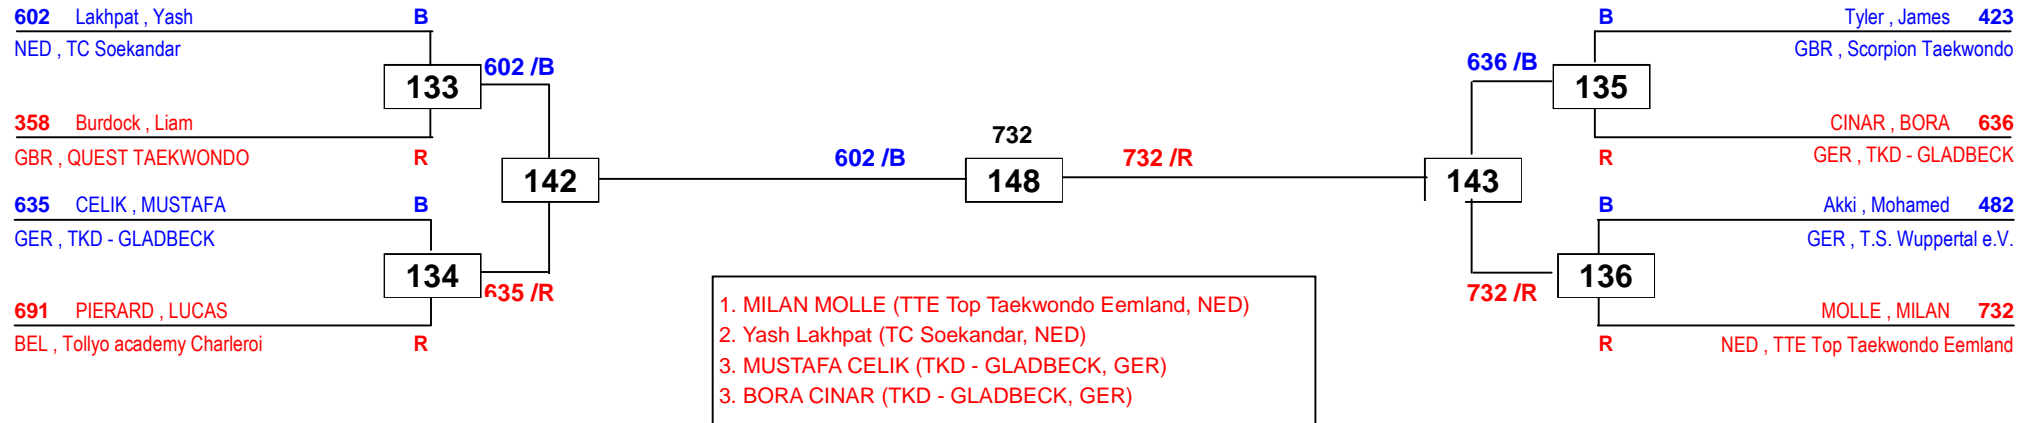 602 Lakhpat , Yash B
NED , TC Soekandar
133
602 /B
358 Burdock , Liam
GBR , QUEST TAEKWONDO R
142
635 CELIK , MUSTAFA B
GER , TKD - GLADBECK
134
635 /R
691 PIERARD , LUCAS
BEL , Tollyo academy Charleroi R
602 /B
732
148
732 /R
1. MILAN MOLLE (TTE Top Taekwondo Eemland, NED)
2. Yash Lakhpat (TC Soekandar, NED)
3. MUSTAFA CELIK (TKD - GLADBECK, GER)
3. BORA CINAR (TKD - GLADBECK, GER)
B Tyler , James 423
GBR , Scorpion Taekwondo
636 /B
135
CINAR , BORA 636
R GER , TKD - GLADBECK
143
B Akki , Mohamed 482
GER , T.S. Wuppertal e.V.
732 /R
136
MOLLE , MILAN 732
R NED , TTE Top Taekwondo Eemland